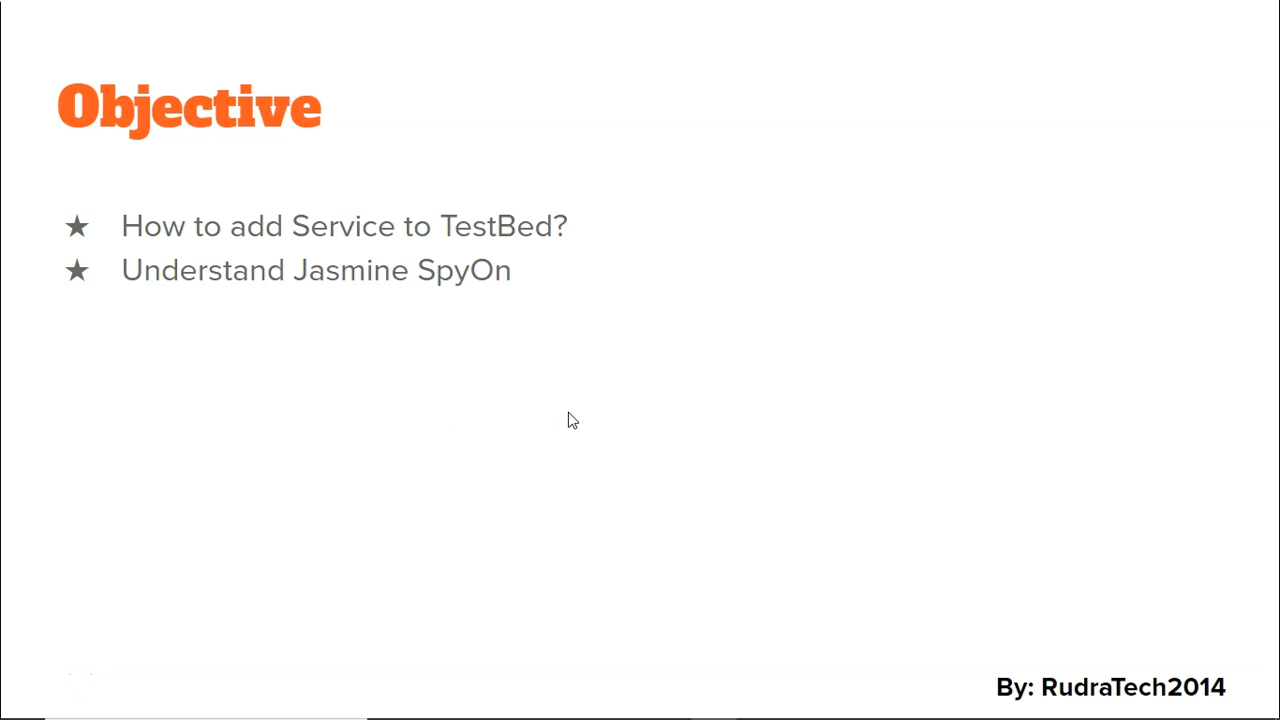 Objective
★ How to add Service to TestBed?
★ Understand Jasmine SpyOn
By: RudraTech2014